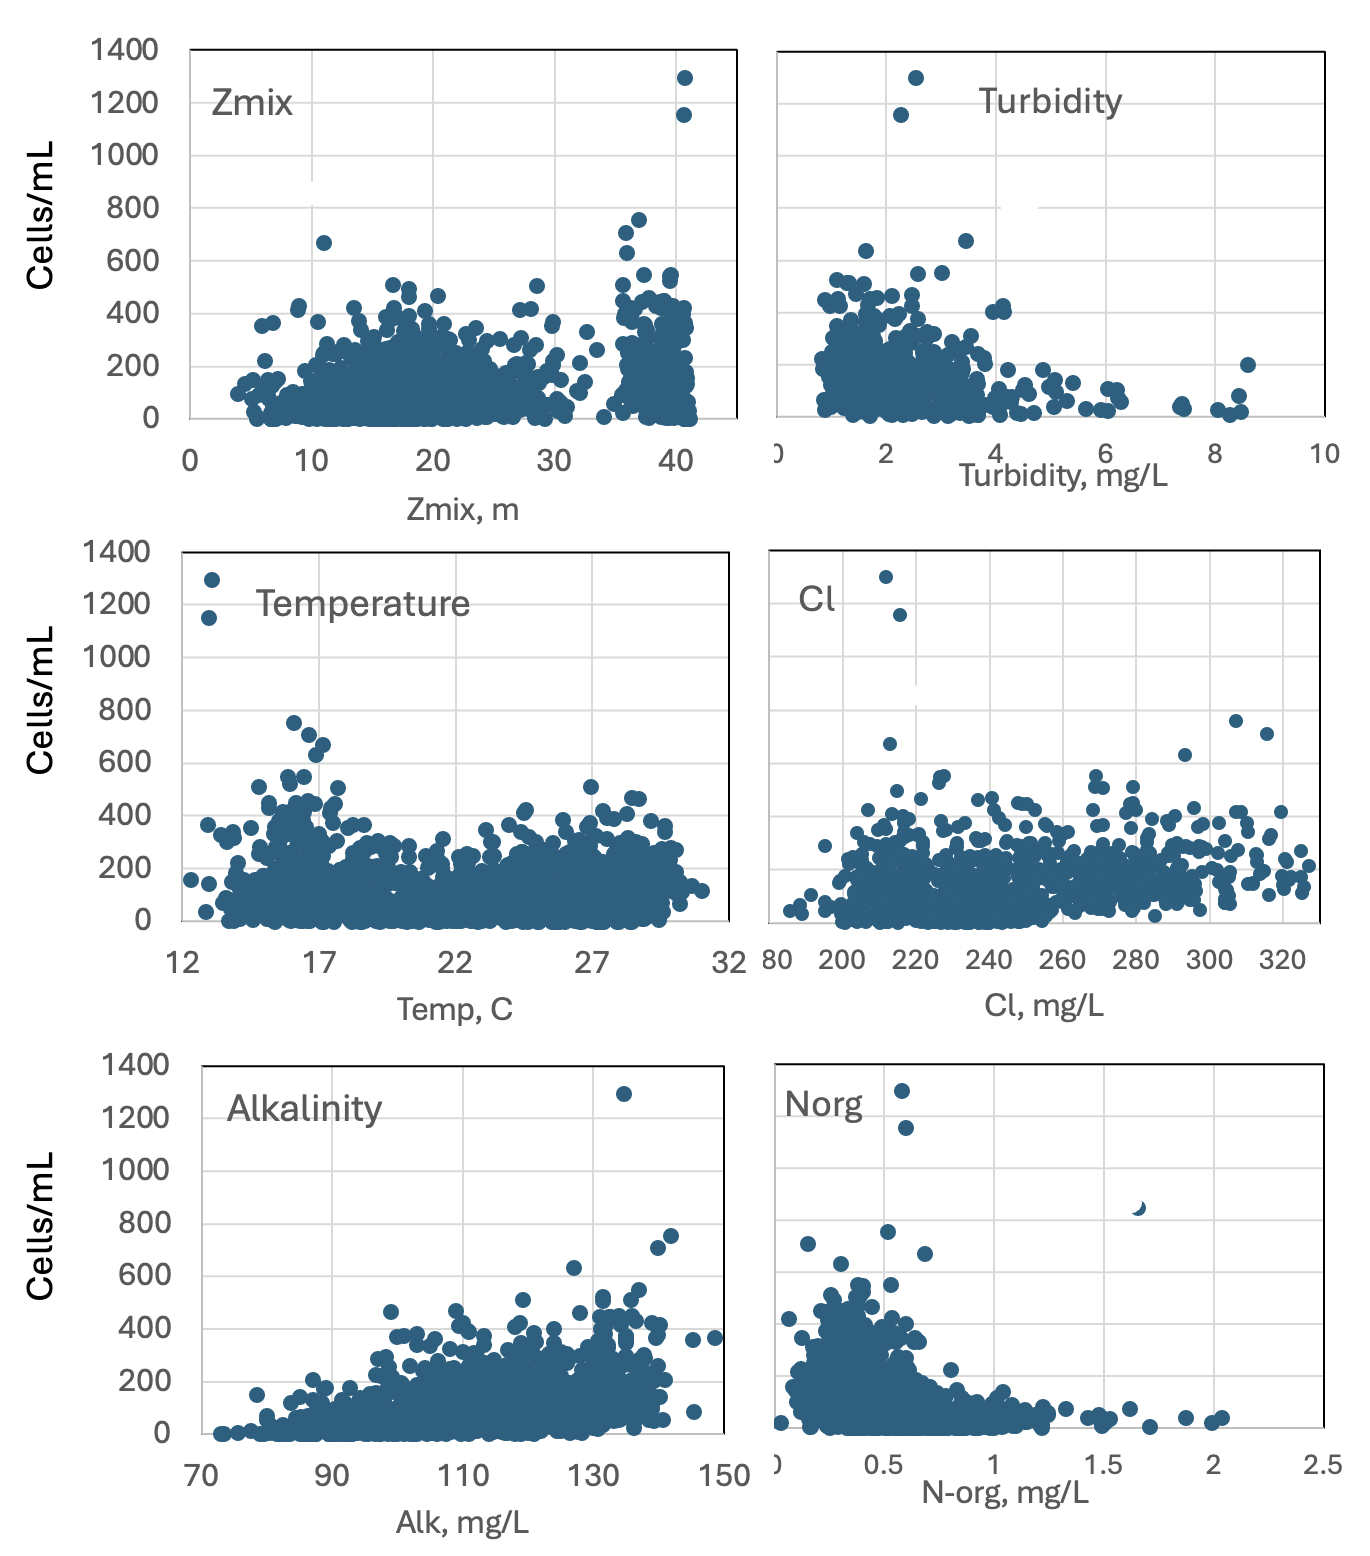 1400
1200
1000
800
600
400
200
0
Cells/mL
Zmix
0 10 20 30 40
Zmix, m
Turbidity
0 2 4 6 8 10
Turbidity, mg/L
1400
1200
1000
800
600
400
200
0
Cells/mL
Temperature
12 17 22 27 32
Temp, C
Cl
80 200 220 240 260 280 300 320
Cl, mg/L
1400
1200
1000
800
600
400
200
0
Cells/mL
Alkalinity
70 90 110 130 150
Alk, mg/L
Norg
0 0.5 1 1.5 2 2.5
N-org, mg/L